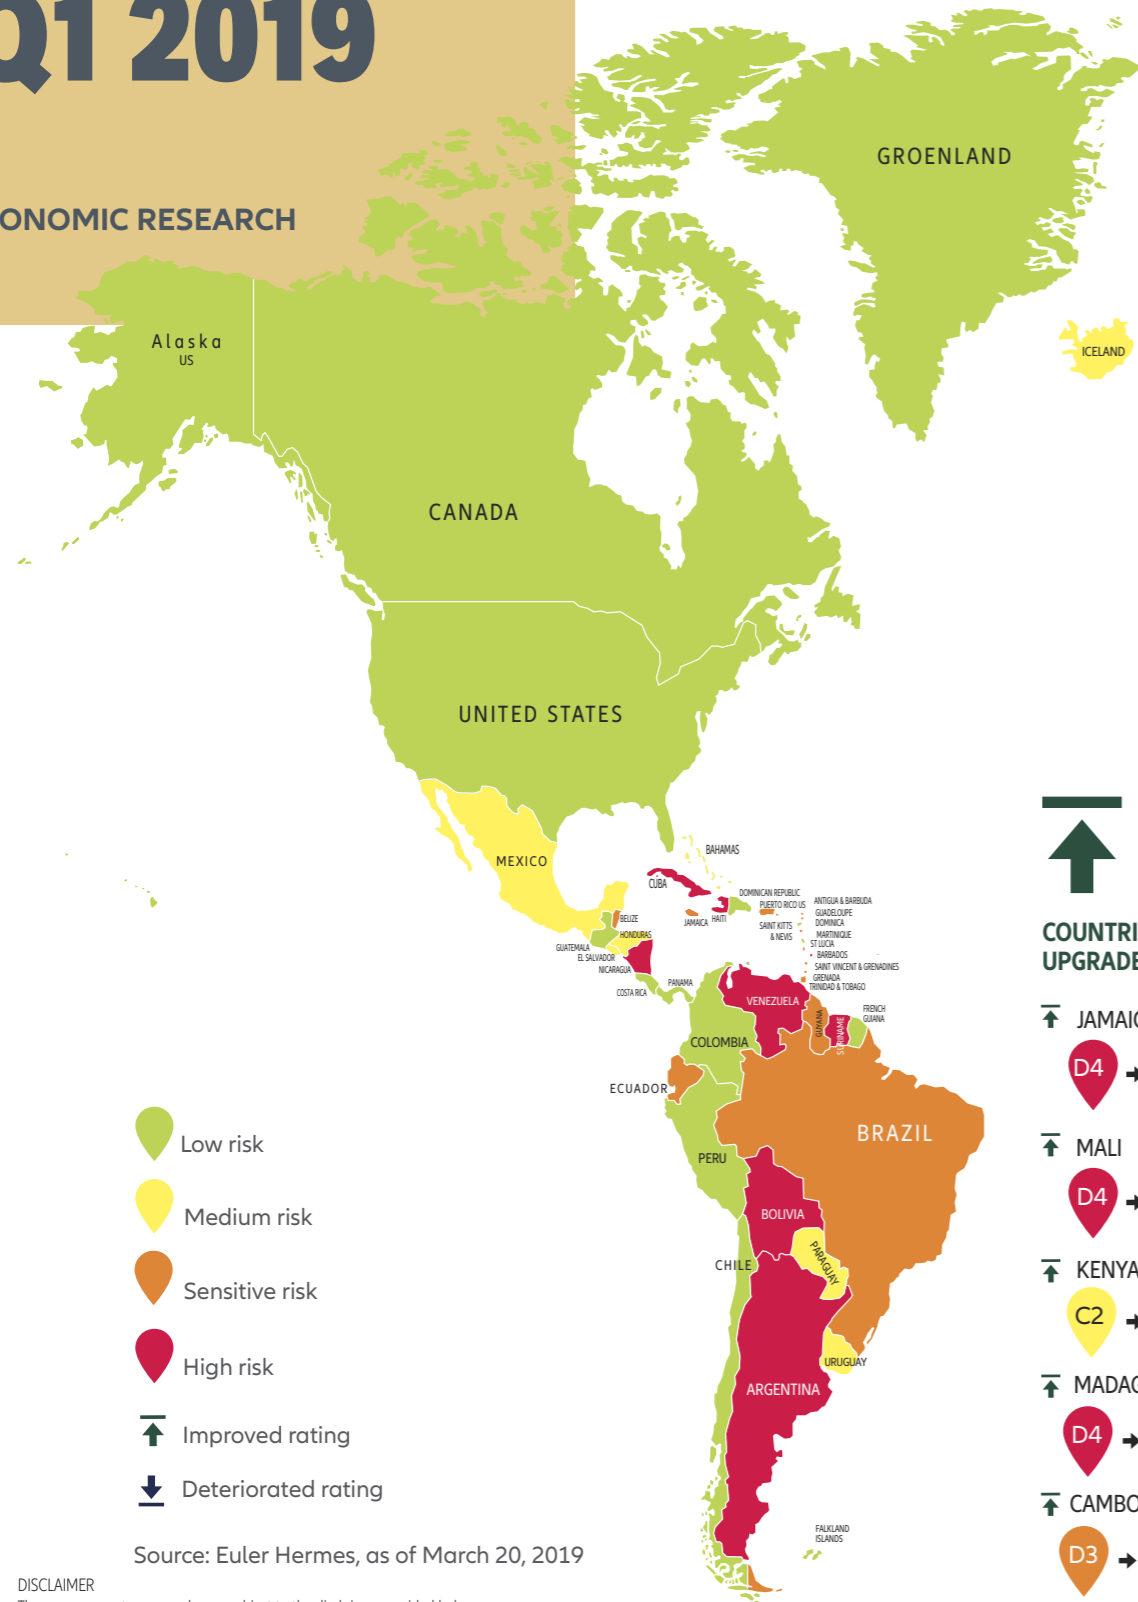 Q1 2019
ONOMIC RESEARCH
GROENLAND
Alaska
US
ICELAND
CANADA
UNITED STATES
MEXICO
BAHAMAS
CUBA
DOMINICAN REPUBLIC
PUERTO RICO US
ANTIGUA & BARBUDA
GUADELOUPE
DOMINICA
JAMAICA
HAITI
SAINT KITTS
& NEVIS
MARTINIQUE
ST LUCIA
BARBADOS
SAINT VINCENT & GRENADINES
GRENADA
TRINIDAD & TOBAGO
BELIZE
HONDURAS
GUATEMALA
EL SALVADOR
NICARAGUA
COSTA RICA
PANAMA
VENEZUELA
GUYANA
SURINAME
FRENCH
GUIANA
COLOMBIA
ECUADOR
BRAZIL
PERU
BOLIVIA
PARAGUAY
CHILE
URUGUAY
ARGENTINA
FALKLAND
ISLANDS
Low risk
Medium risk
Sensitive risk
High risk
Improved rating
Deteriorated rating
Source: Euler Hermes, as of March 20, 2019
DISCLAIMER
COUNTRI
UPGRADE
JAMAIC
D4
MALI
D4
KENYA
C2
MADAG
D4
CAMBO
D3